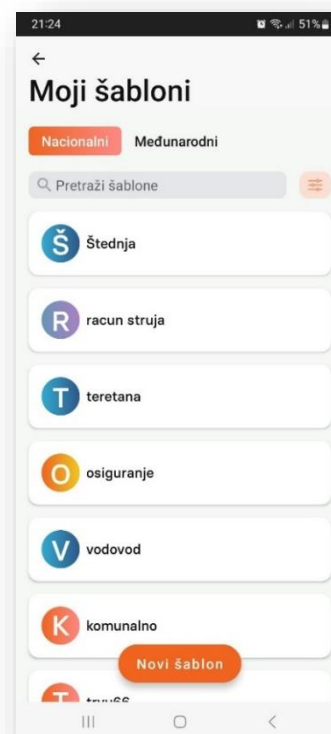 21:24 51%
Moji šabloni
Nacionalni Međunarodni
Pretraži šablone
Š Štednja
R racun struja
T teretana
O osiguranje
V vodovod
K komunalno
Novi šablon
T